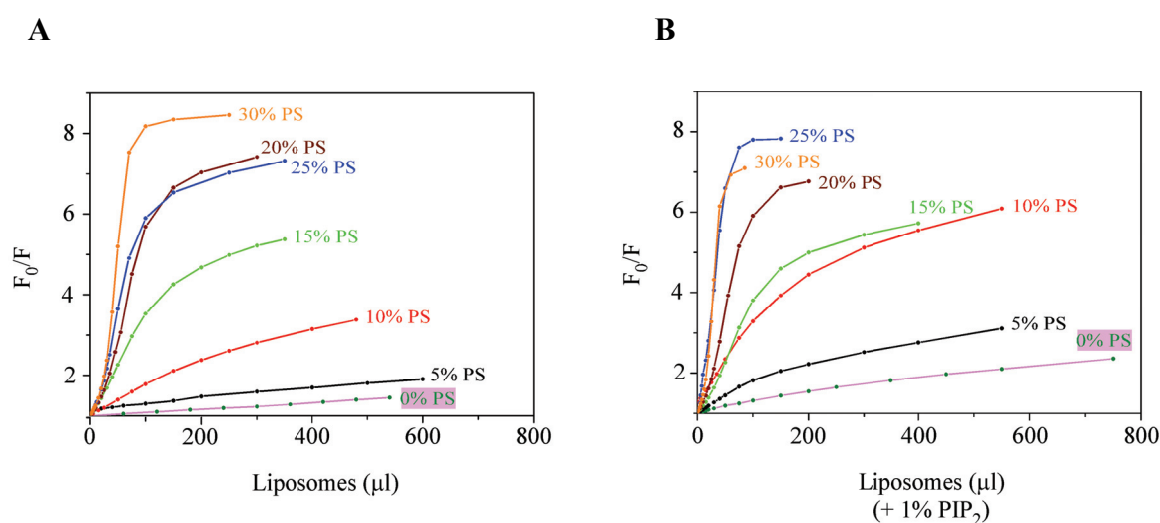 A
8
6
4
2
F₀/F
30% PS
20% PS
25% PS
15% PS
10% PS
5% PS
0% PS
0
200
400
600
800
Liposomes (µl)
B
8
6
4
2
F₀/F
25% PS
30% PS
20% PS
15% PS
10% PS
5% PS
0% PS
0
200
400
600
800
Liposomes (µl)
(+ 1% PIP₂)